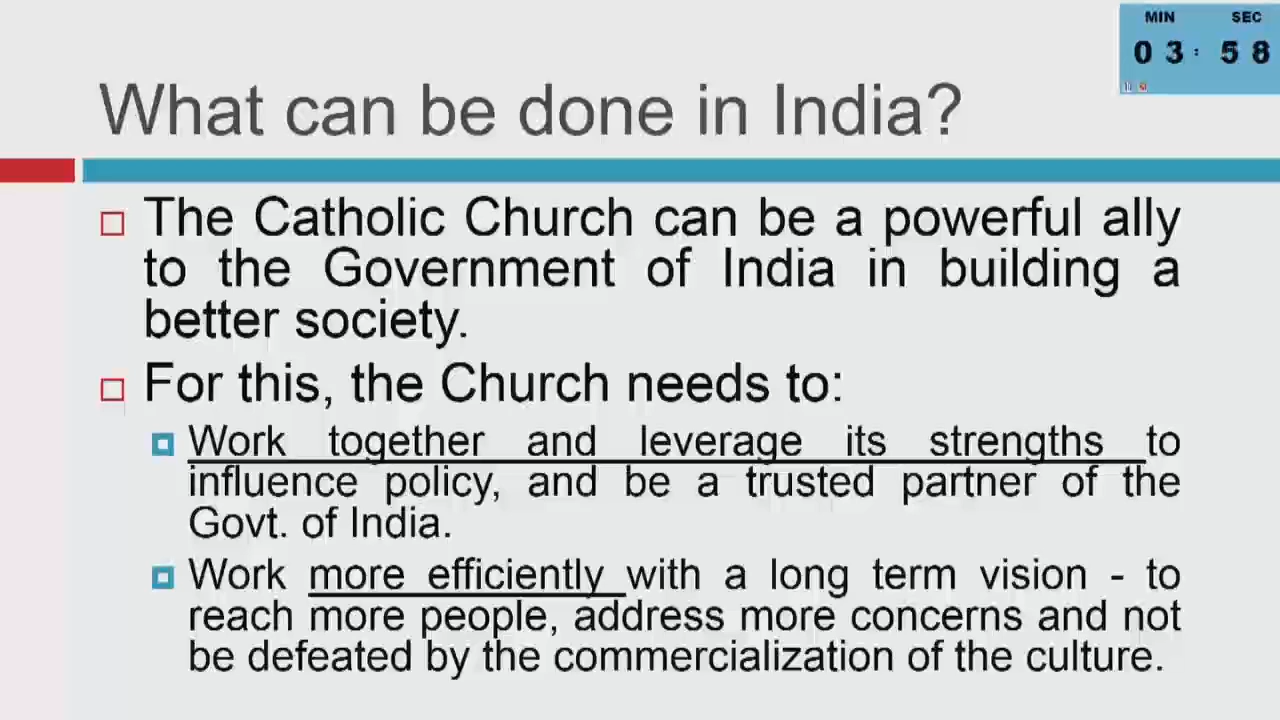 MIN SEC
03:58
What can be done in India?
The Catholic Church can be a powerful ally
to the Government of India in building a
better society.
For this, the Church needs to:
Work together and leverage its strengths to
influence policy, and be a trusted partner of the
Govt. of India.
Work more efficiently with a long term vision - to
reach more people, address more concerns and not
be defeated by the commercialization of the culture.